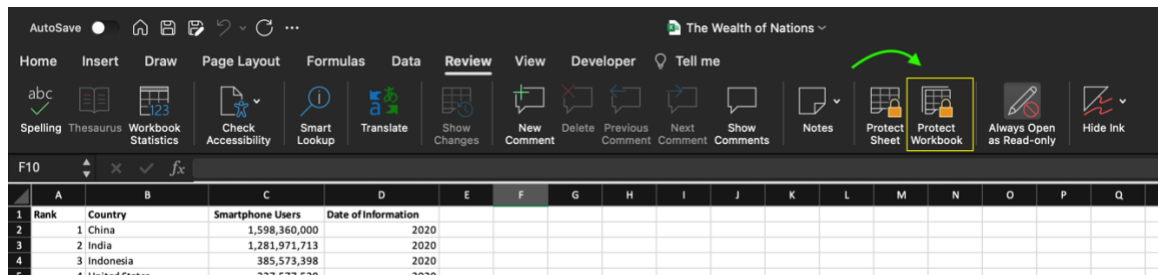 AutoSave
The Wealth of Nations
Home Insert Draw Page Layout Formulas Data Review View Developer Tell me
abc
123
Spelling Thesaurus Workbook Statistics Check Accessibility Smart Lookup Translate Show Changes New Comment Delete Previous Comment Next Comment Show Comments Notes Protect Sheet Protect Workbook Always Open as Read-only Hide Ink
F10 fx
A B C D E F G H I J K L M N O P Q
1 Rank Country Smartphone Users Date of Information
2 1 China 1,598,360,000 2020
3 2 India 1,281,971,713 2020
4 3 Indonesia 385,573,398 2020